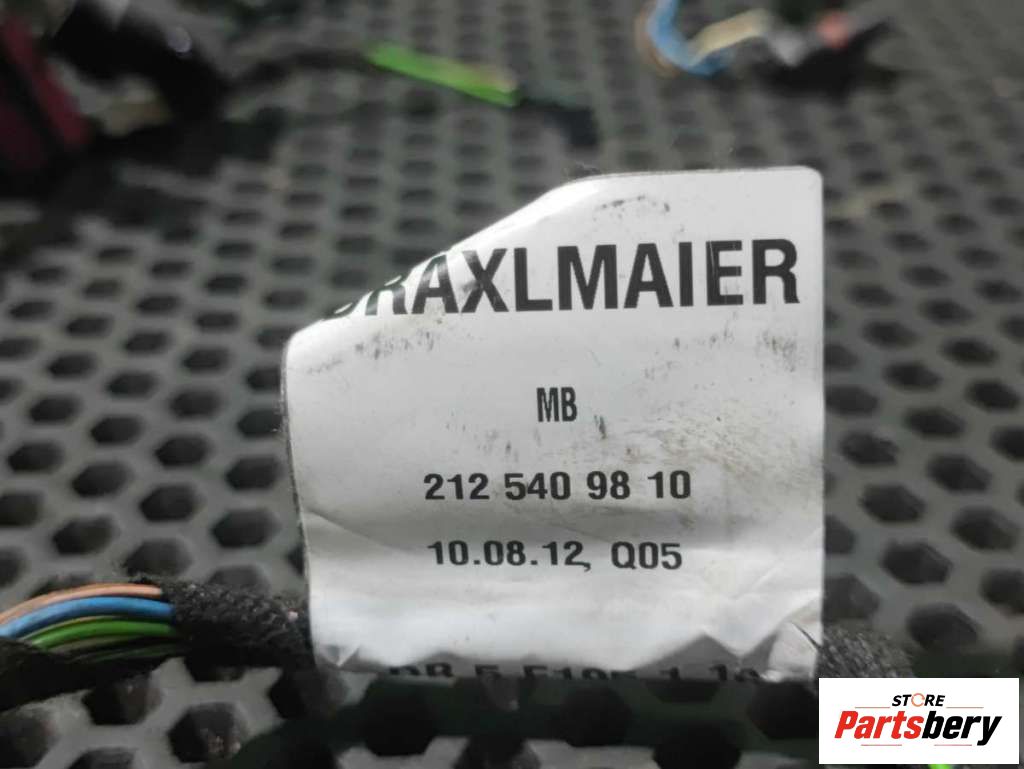 RAXLMAIER
MB
212 540 98 10
10.08.12, Q05
STORE
Partsbery